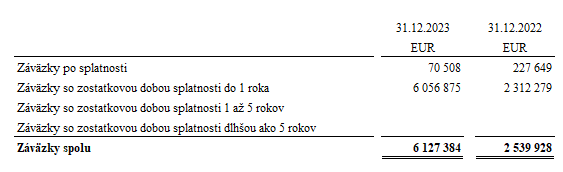 31.12.2023 31.12.2022
EUR EUR
Záväzky po splatnosti 70 508 227 649
Záväzky so zostatkovou dobou splatnosti do 1 roka 6 056 875 2 312 279
Záväzky so zostatkovou dobou splatnosti 1 až 5 rokov
Záväzky so zostatkovou dobou splatnosti dlhšou ako 5 rokov
Záväzky spolu 6 127 384 2 539 928